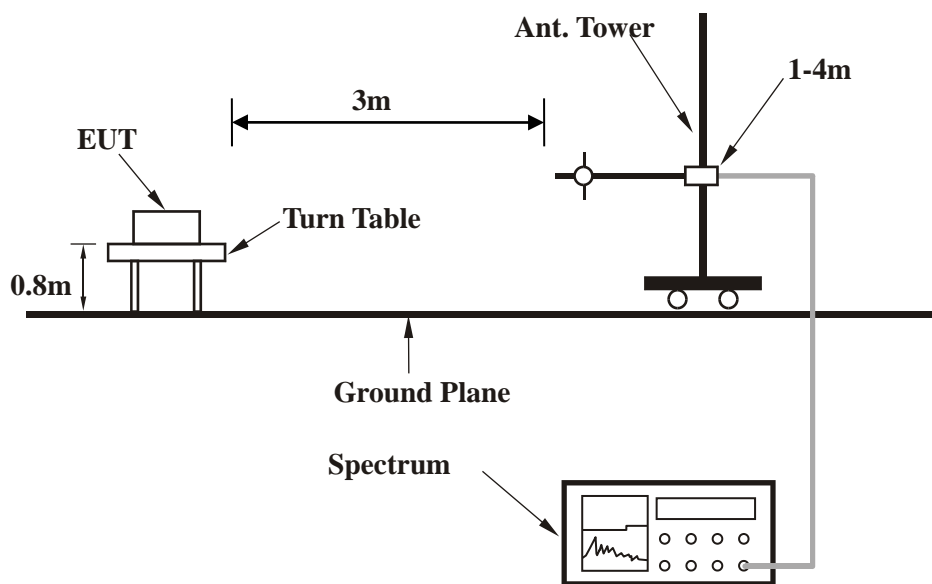 Ant. Tower
1-4m
3m
EUT
Turn Table
0.8m
Ground Plane
Spectrum